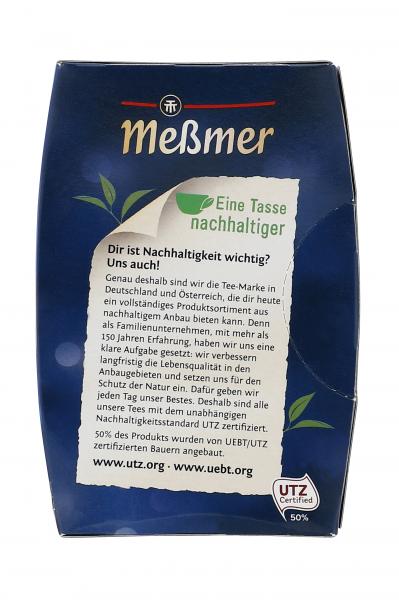 Meßmer
Eine Tasse
nachhaltiger
Dir ist Nachhaltigkeit wichtig?
Uns auch!
Genau deshalb sind wir die Tee-Marke in
Deutschland und Österreich, die dir heute
ein vollständiges Produktsortiment aus
nachhaltigem Anbau bieten kann. Denn
als Familienunternehmen, mit mehr als
150 Jahren Erfahrung, haben wir uns eine
klare Aufgabe gesetzt: wir verbessern
langfristig die Lebensqualität in den
Anbaugebieten und setzen uns für den
Schutz der Natur ein. Dafür geben wir
jeden Tag unser Bestes. Deshalb sind alle
unsere Tees mit dem unabhängigen
Nachhaltigkeitsstandard UTZ zertifiziert.
50% des Produkts wurden von UEBT/UTZ
zertifizierten Bauern angebaut.
www.utz.org · www.uebt.org
UTZ
Certified
50%